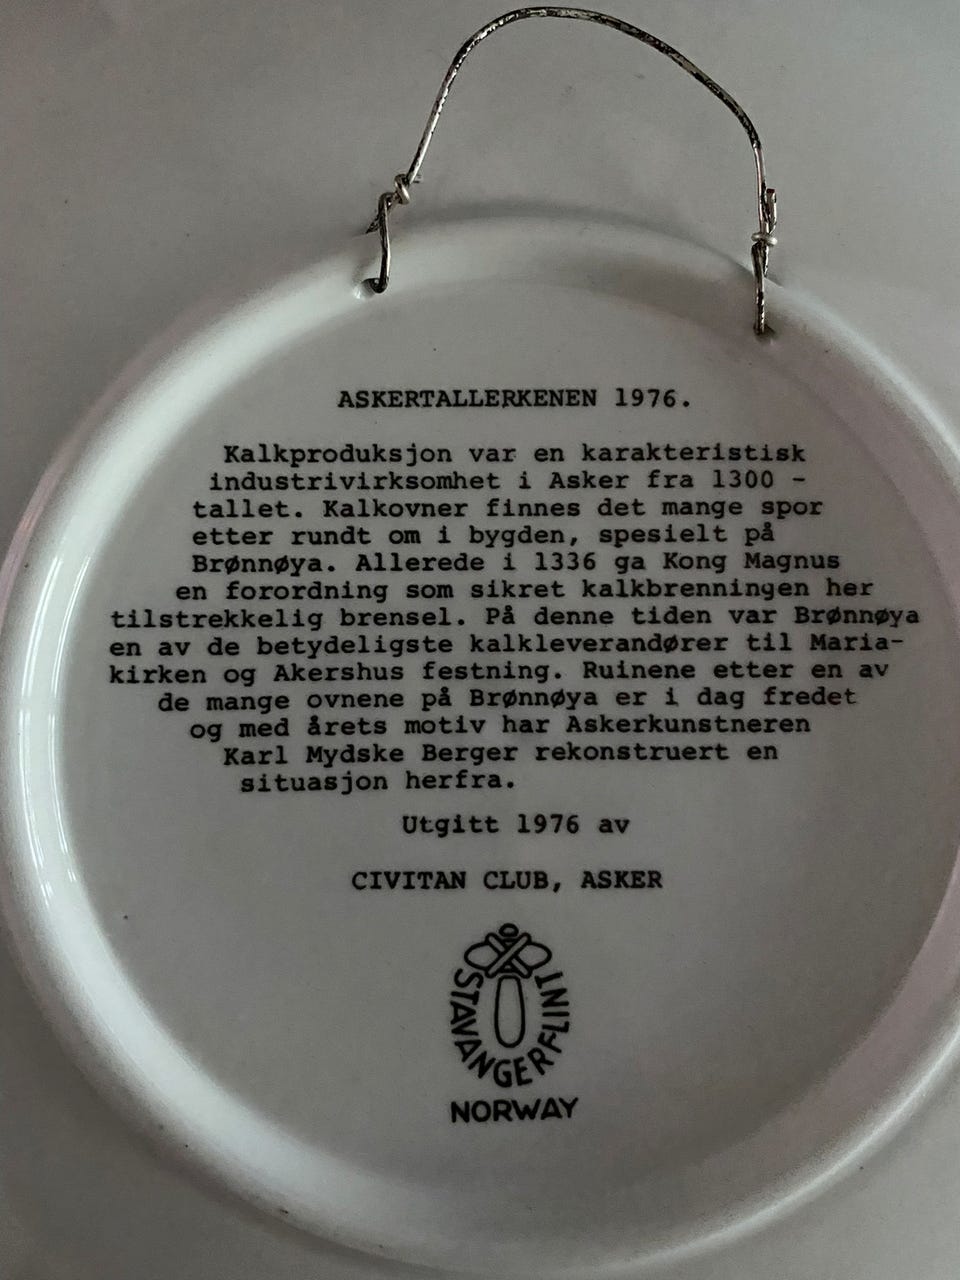 ASKERTALLERKENEN 1976.
Kalkproduksjon var en karakteristisk
industrivirksomhet i Asker fra 1300 -
tallet. Kalkovner finnes det mange spor
etter rundt om i bygden, spesielt på
Brønnøya. Allerede i 1336 ga Kong Magnus
en forordning som sikret kalkbrenningen her
tilstrekkelig brensel. På denne tiden var Brønnøya
en av de betydeligste kalkleverandører til Maria-
kirken og Akershus festning. Ruinene etter en av
de mange ovnene på Brønnøya er i dag fredet
og med årets motiv har Askerkunstneren
Karl Mydske Berger rekonstruert en
situasjon herfra.
Utgitt 1976 av
CIVITAN CLUB, ASKER
STAVANGERFLINT
NORWAY